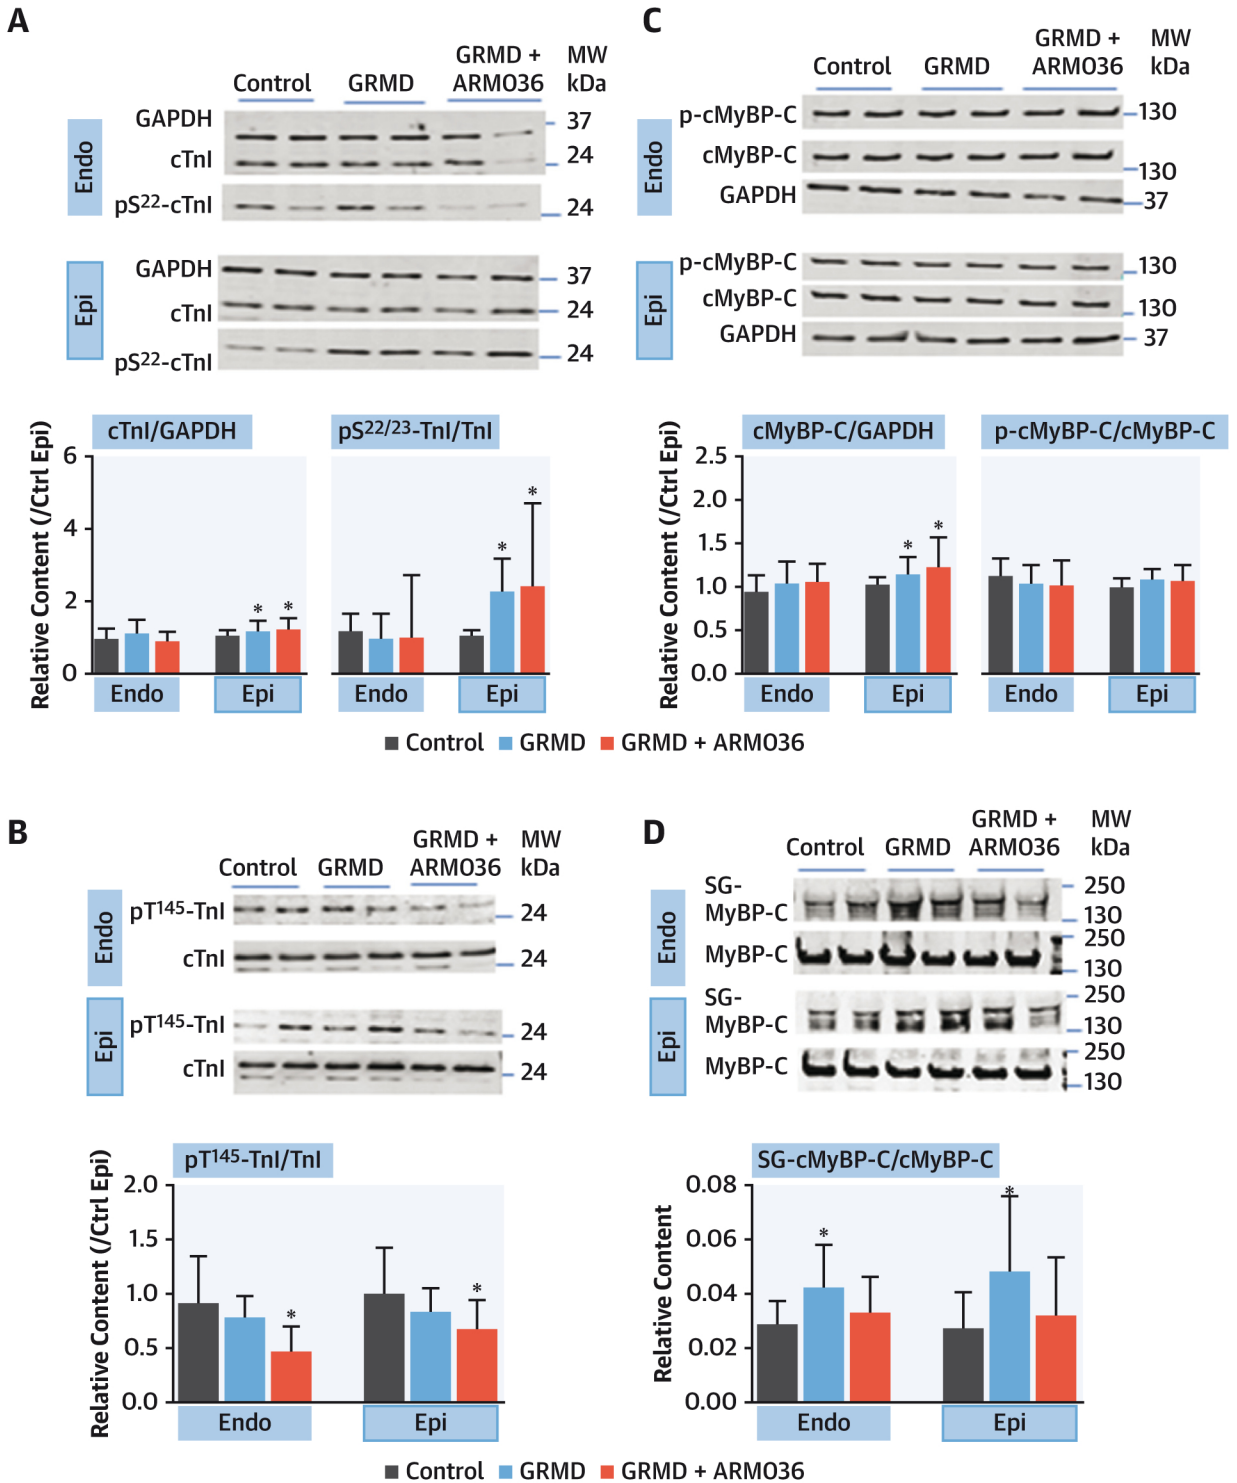 A
Control
GRMD
GRMD +
ARM036
MW
kDa
Endo
GAPDH
37
cTnI
24
pS22-cTnI
24
Epi
GAPDH
37
cTnI
24
pS22-cTnI
24
cTnI/GAPDH
pS22/23-TnI/TnI
Relative Content (/Ctrl Epi)
6
4
2
0
* *
* *
Endo
Epi
Endo
Epi
C
Control
GRMD
GRMD +
ARM036
MW
kDa
Endo
p-cMyBP-C
130
cMyBP-C
130
GAPDH
37
Epi
p-cMyBP-C
130
cMyBP-C
130
GAPDH
37
cMyBP-C/GAPDH
p-cMyBP-C/cMyBP-C
Relative Content (/Ctrl Epi)
2.5
2.0
1.5
1.0
0.5
0.0
* *
Endo
Epi
Endo
Epi
Control GRMD GRMD + ARM036
B
Control
GRMD
GRMD +
ARM036
MW
kDa
Endo
pT145-TnI
24
cTnI
24
Epi
pT145-TnI
24
cTnI
24
pT145-TnI/TnI
Relative Content (/Ctrl Epi)
2.0
1.5
1.0
0.5
0.0
*
*
Endo
Epi
D
Control
GRMD
GRMD +
ARM036
MW
kDa
Endo
SG-
MyBP-C
250
130
MyBP-C
250
130
Epi
SG-
MyBP-C
250
130
MyBP-C
250
130
SG-cMyBP-C/cMyBP-C
Relative Content
0.08
0.06
0.04
0.02
0.00
*
*
Endo
Epi
Control GRMD GRMD + ARM036